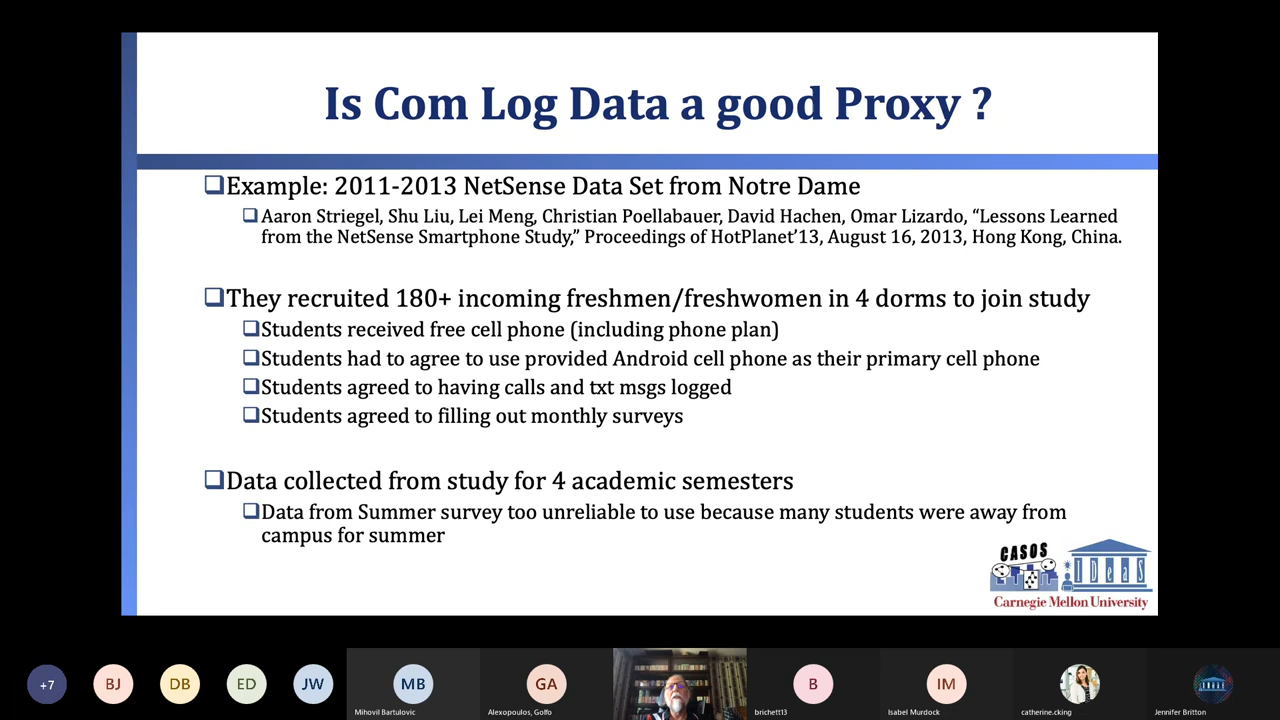 Is Com Log Data a good Proxy ?
Example: 2011-2013 NetSense Data Set from Notre Dame
Aaron Striegel, Shu Liu, Lei Meng, Christian Poellabauer, David Hachen, Omar Lizardo, “Lessons Learned
from the NetSense Smartphone Study,” Proceedings of HotPlanet’13, August 16, 2013, Hong Kong, China.
They recruited 180+ incoming freshmen/freshwomen in 4 dorms to join study
Students received free cell phone (including phone plan)
Students had to agree to use provided Android cell phone as their primary cell phone
Students agreed to having calls and txt msgs logged
Students agreed to filling out monthly surveys
Data collected from study for 4 academic semesters
Data from Summer survey too unreliable to use because many students were away from
campus for summer
CASOS
IDeaS
Carnegie Mellon University
+7
BJ
DB
ED
JW
MB
GA
B
IM
Mihovil Bartulovic
Alexopoulos, Golfo
brichett13
Isabel Murdock
catherine.cking
Jennifer Britton